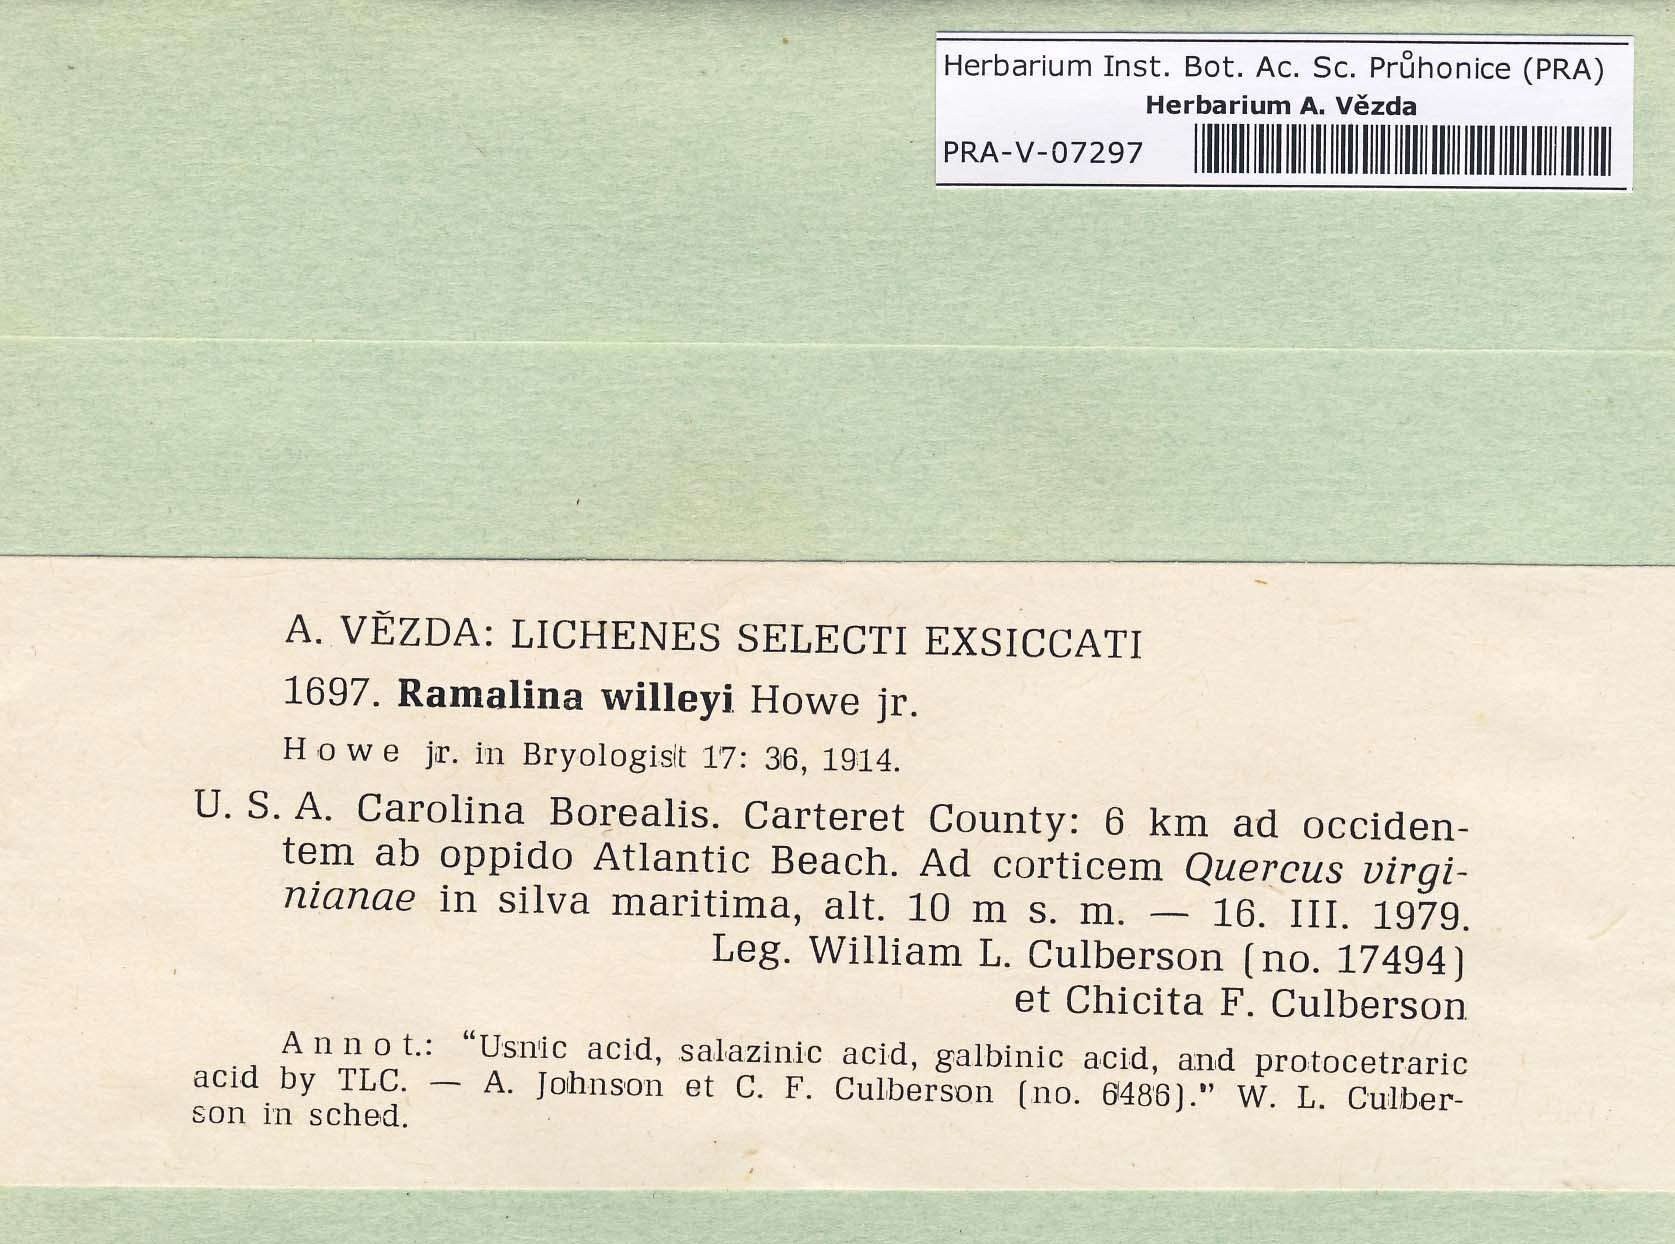 Herbarium Inst. Bot. Ac. Sc. Průhonice (PRA)
Herbarium A. Vězda
PRA-V-07297
A. VĚZDA: LICHENES SELECTI EXSICCATI
1697. Ramalina willeyi Howe jr.
Howe jr. in Bryologist 17: 36, 1914.
U. S. A. Carolina Borealis. Carteret County: 6 km ad occiden-
tem ab oppido Atlantic Beach. Ad corticem Quercus virgi-
nianae in silva maritima, alt. 10 m s. m. — 16. III. 1979.
Leg. William L. Culberson (no. 17494)
et Chicita F. Culberson
Annot.: “Usnic acid, salazinic acid, galbinic acid, and protocetraric
acid by TLC. — A. Johnson et C. F. Culberson (no. 6486).” W. L. Culber-
son in sched.